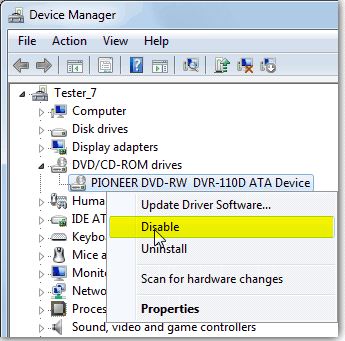 Device Manager
File Action View Help
Tester_7
Computer
Disk drives
Display adapters
DVD/CD-ROM drives
PIONEER DVD-RW DVR-110D ATA Device
Huma
Update Driver Software...
IDE AT
Disable
Keybo
Uninstall
Mice a
Monit
Scan for hardware changes
Netwo
Proces
Properties
Sound, video and game controllers